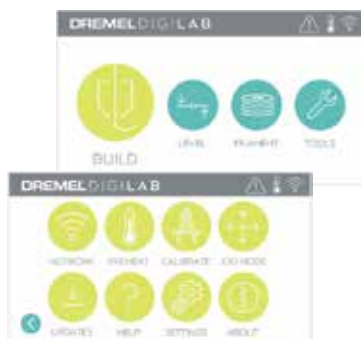 DREMEL DIGILAB
BUILD
LEVEL
FILAMENT
TOOLS
DREMEL DIGILAB
NETWORK
PREHEAT
CALIBRATE
JOG MODE
UPDATES
HELP
SETTINGS
ABOUT